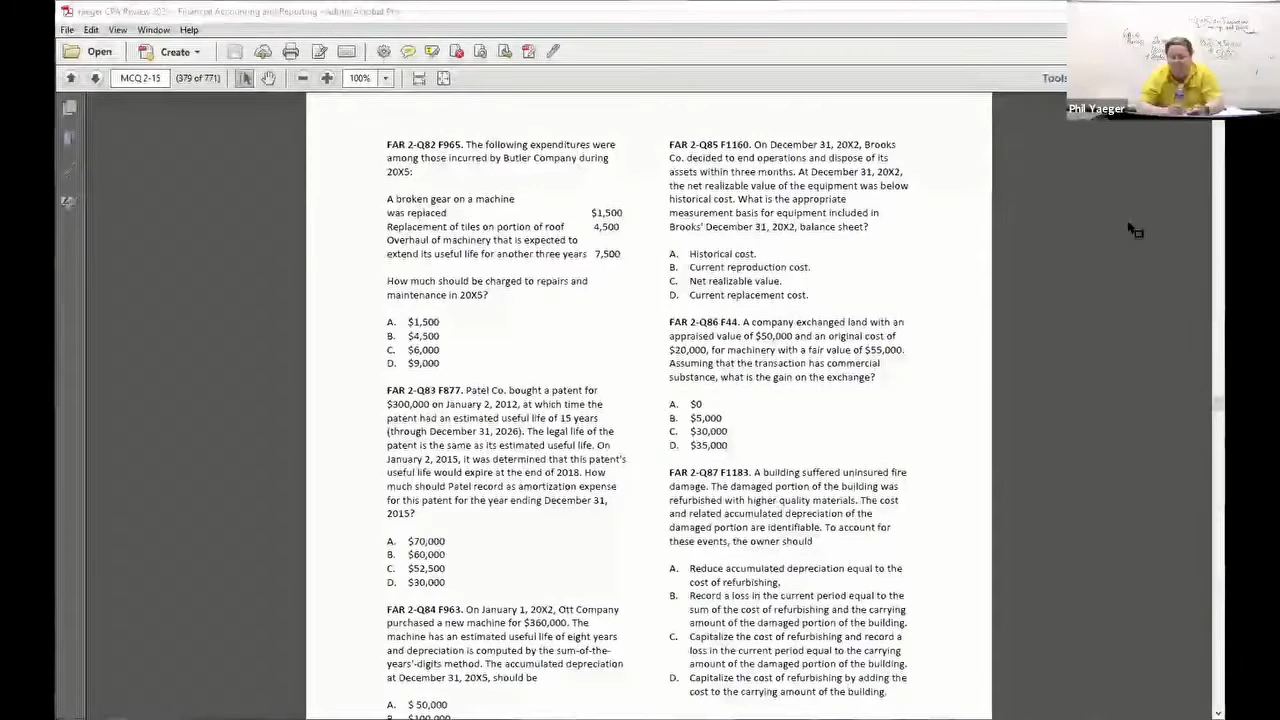 Yaeger CPA Review 202 - Financial Accounting and Reporting - Adobe Acrobat Pro
File Edit View Window Help
Open Create
MCQ 2-15 (379 of 771) 100% Tools
Phil Yaeger
FAR 2-Q82 F965. The following expenditures were
among those incurred by Butler Company during
20X5:
A broken gear on a machine
was replaced $1,500
Replacement of tiles on portion of roof 4,500
Overhaul of machinery that is expected to
extend its useful life for another three years 7,500
How much should be charged to repairs and
maintenance in 20X5?
A. $1,500
B. $4,500
C. $6,000
D. $9,000
FAR 2-Q83 F877. Patel Co. bought a patent for
$300,000 on January 2, 2012, at which time the
patent had an estimated useful life of 15 years
(through December 31, 2026). The legal life of the
patent is the same as its estimated useful life. On
January 2, 2015, it was determined that this patent's
useful life would expire at the end of 2018. How
much should Patel record as amortization expense
for this patent for the year ending December 31,
2015?
A. $70,000
B. $60,000
C. $52,500
D. $30,000
FAR 2-Q84 F963. On January 1, 20X2, Ott Company
purchased a new machine for $360,000. The
machine has an estimated useful life of eight years
and depreciation is computed by the sum-of-the-
years'-digits method. The accumulated depreciation
at December 31, 20X5, should be
A. $ 50,000
B. $100,000
FAR 2-Q85 F1160. On December 31, 20X2, Brooks
Co. decided to end operations and dispose of its
assets within three months. At December 31, 20X2,
the net realizable value of the equipment was below
historical cost. What is the appropriate
measurement basis for equipment included in
Brooks' December 31, 20X2, balance sheet?
A. Historical cost.
B. Current reproduction cost.
C. Net realizable value.
D. Current replacement cost.
FAR 2-Q86 F44. A company exchanged land with an
appraised value of $50,000 and an original cost of
$20,000, for machinery with a fair value of $55,000.
Assuming that the transaction has commercial
substance, what is the gain on the exchange?
A. $0
B. $5,000
C. $30,000
D. $35,000
FAR 2-Q87 F1183. A building suffered uninsured fire
damage. The damaged portion of the building was
refurbished with higher quality materials. The cost
and related accumulated depreciation of the
damaged portion are identifiable. To account for
these events, the owner should
A. Reduce accumulated depreciation equal to the
cost of refurbishing.
B. Record a loss in the current period equal to the
sum of the cost of refurbishing and the carrying
amount of the damaged portion of the building.
C. Capitalize the cost of refurbishing and record a
loss in the current period equal to the carrying
amount of the damaged portion of the building.
D. Capitalize the cost of refurbishing by adding the
cost to the carrying amount of the building.